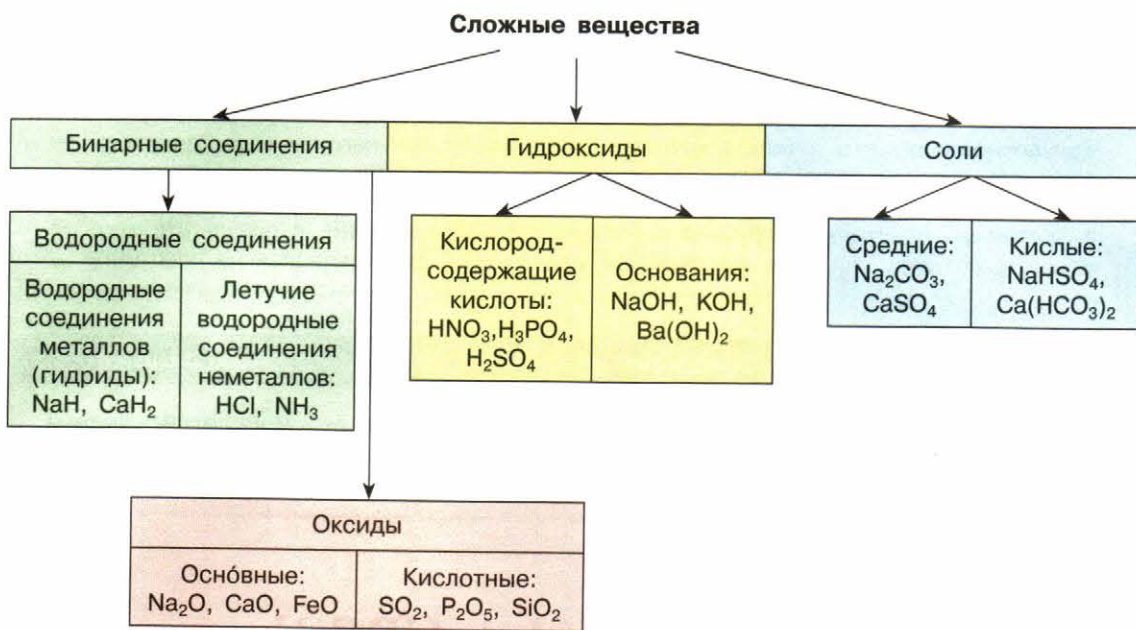 Сложные вещества
Бинарные соединения
Гидроксиды
Соли
Водородные соединения
Водородные
соединения
металлов
(гидриды):
NaH, CaH₂
Летучие
водородные
соединения
неметаллов:
HCl, NH₃
Кислород-
содержащие
кислоты:
HNO₃,H₃PO₄,
H₂SO₄
Основания:
NaOH, KOH,
Ba(OH)₂
Средние:
Na₂CO₃,
CaSO₄
Кислые:
NaHSO₄,
Ca(HCO₃)₂
Оксиды
Осно́вные:
Na₂O, CaO, FeO
Кислотные:
SO₂, P₂O₅, SiO₂